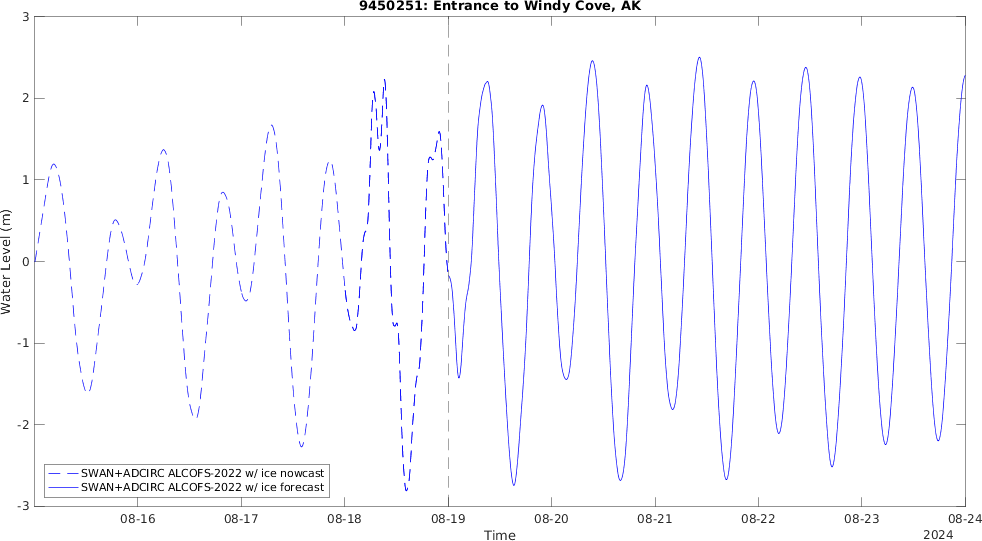 9450251: Entrance to Windy Cove, AK
3
2
1
0
-1
-2
-3
Water Level (m)
SWAN+ADCIRC ALCOFS-2022 w/ ice nowcast
SWAN+ADCIRC ALCOFS-2022 w/ ice forecast
08-16 08-17 08-18 08-19 08-20 08-21 08-22 08-23 08-24
Time
2024